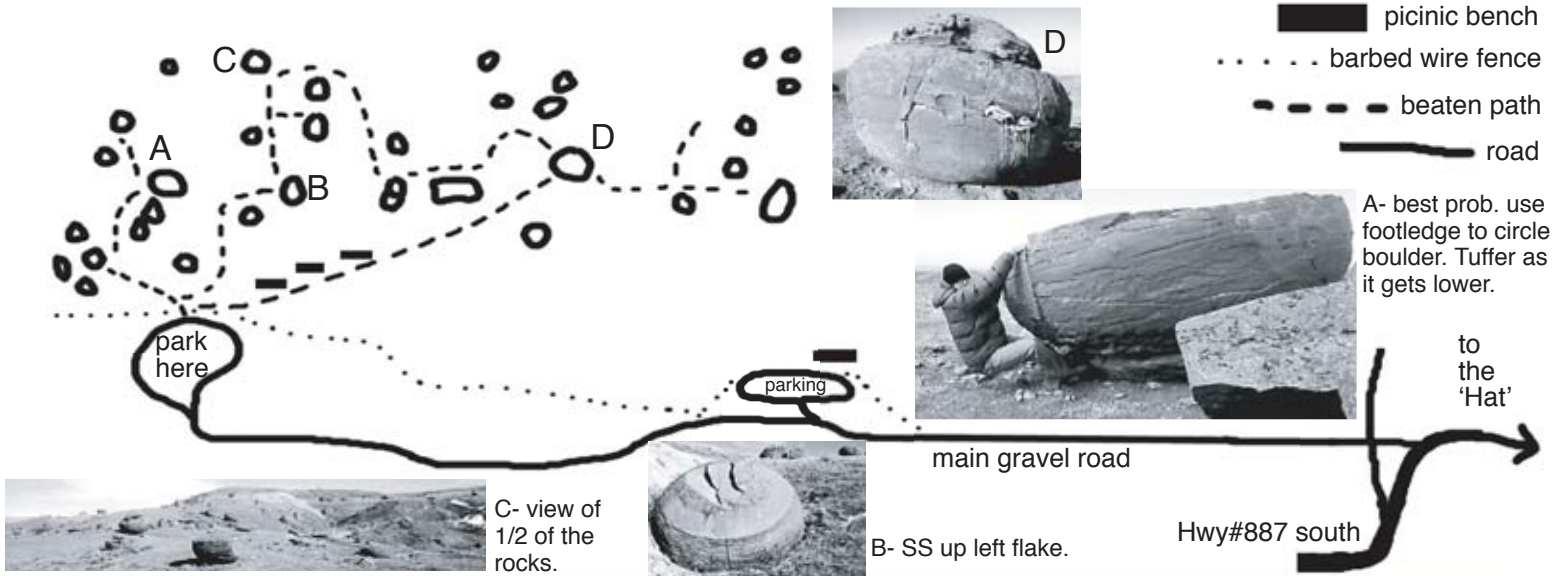 picinic bench
barbed wire fence
beaten path
road
C
D
A
D
B
A- best prob. use
footledge to circle
boulder. Tuffer as
it gets lower.
park
here
parking
to
the
‘Hat’
main gravel road
C- view of
1/2 of the
rocks.
B- SS up left flake.
Hwy#887 south